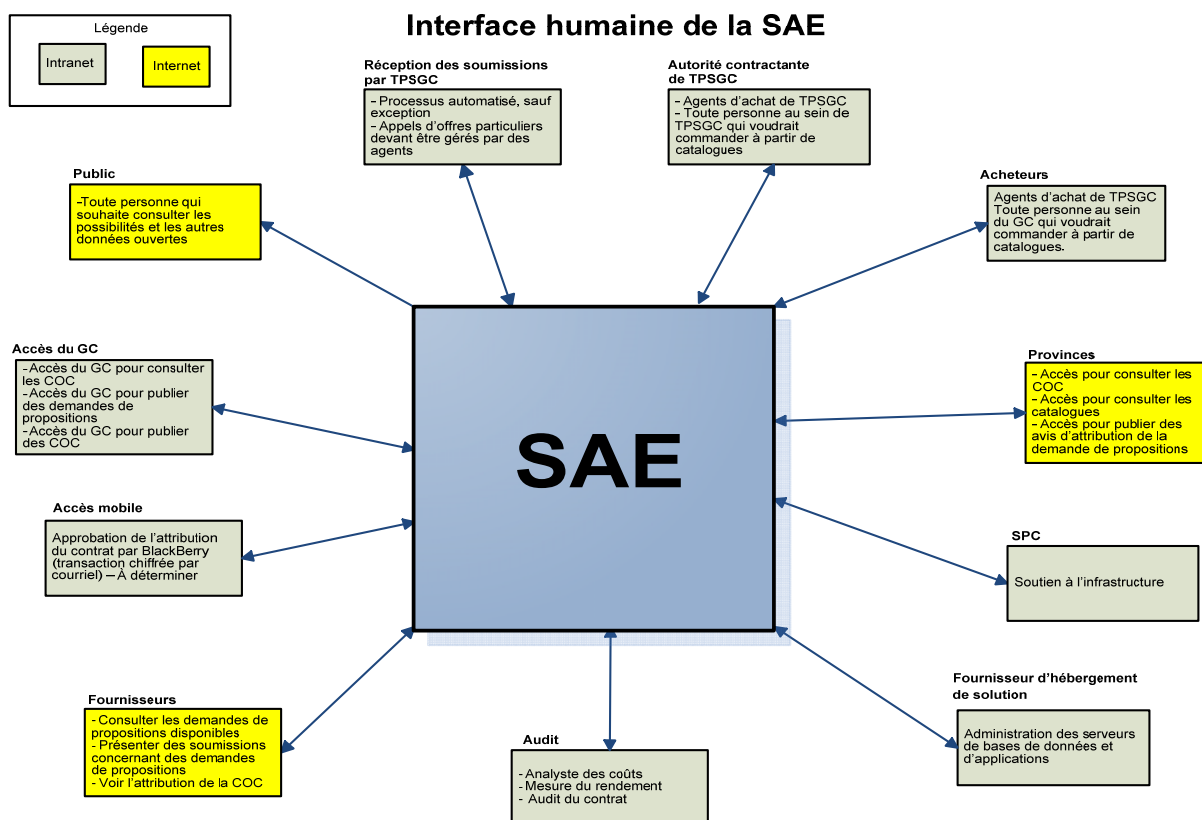 Interface humaine de la SAE
Légende
Intranet
Internet
Réception des soumissions
par TPSGC
- Processus automatisé, sauf
exception
- Appels d'offres particuliers
devant être gérés par des
agents
Autorité contractante
de TPSGC
- Agents d'achat de TPSGC
- Toute personne au sein de
TPSGC qui voudrait
commander à partir de
catalogues
Public
-Toute personne qui
souhaite consulter les
possibilités et les autres
données ouvertes
Acheteurs
Agents d'achat de TPSGC
Toute personne au sein
du GC qui voudrait
commander à partir de
catalogues.
Accès du GC
- Accès du GC pour consulter
les COC
- Accès du GC pour publier
des demandes de
propositions
- Accès du GC pour publier
des COC
Provinces
- Accès pour consulter les
COC
- Accès pour consulter les
catalogues
- Accès pour publier des
avis d'attribution de la
demande de propositions
SAE
Accès mobile
Approbation de l'attribution
du contrat par BlackBerry
(transaction chiffrée par
courriel) – À déterminer
SPC
Soutien à l'infrastructure
Fournisseurs
- Consulter les demandes de
propositions disponibles
- Présenter des soumissions
concernant des demandes
de propositions
- Voir l'attribution de la COC
Audit
- Analyste des coûts
- Mesure du rendement
- Audit du contrat
Fournisseur d'hébergement
de solution
Administration des serveurs
de bases de données et
d'applications